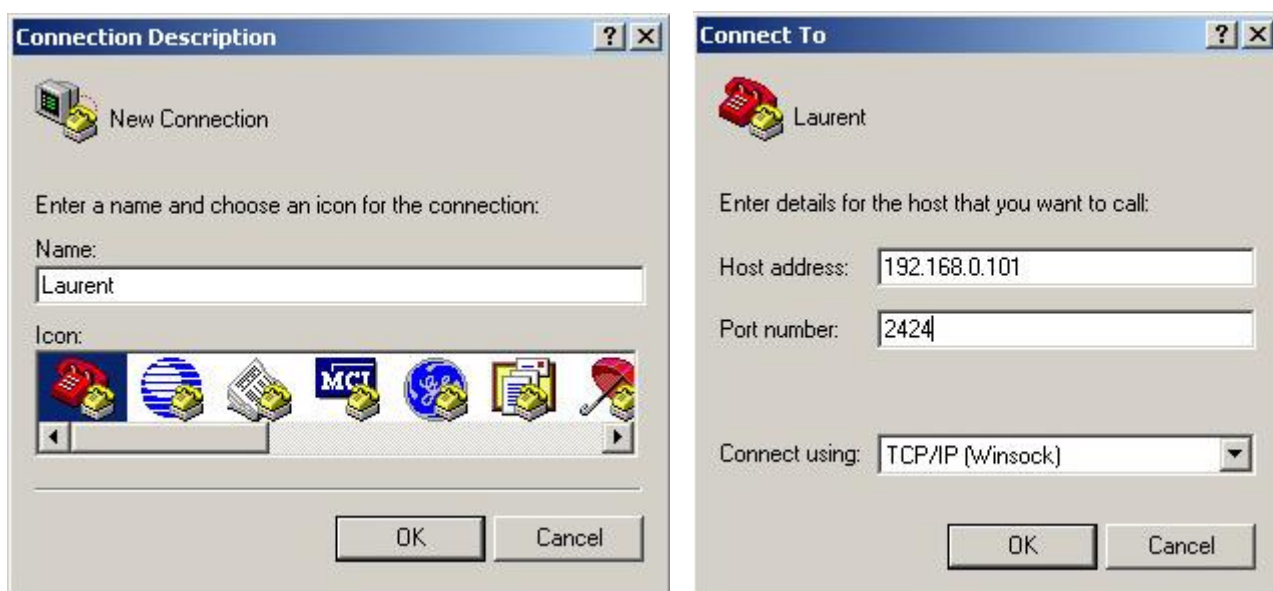 Connection Description
New Connection
Enter a name and choose an icon for the connection:
Name:
Laurent
Icon:
MCI
OK
Cancel
Connect To
Laurent
Enter details for the host that you want to call:
Host address:
192.168.0.101
Port number:
2424
Connect using:
TCP/IP (Winsock)
OK
Cancel